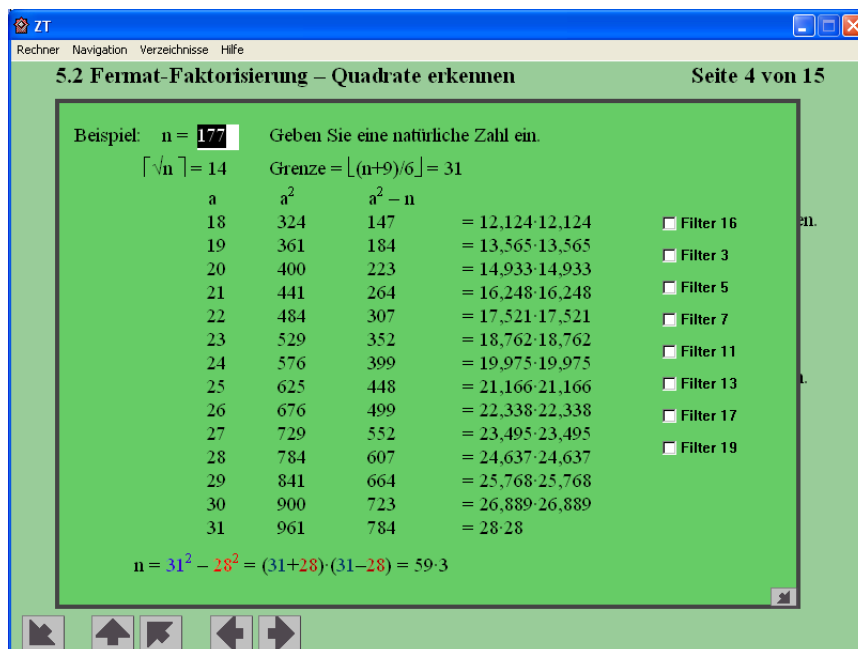 ZT
Rechner Navigation Verzeichnisse Hilfe
5.2 Fermat-Faktorisierung – Quadrate erkennen Seite 4 von 15
Beispiel: n = 177 Geben Sie eine natürliche Zahl ein.
⌈√n⌉ = 14 Grenze = ⌊(n+9)/6⌋ = 31
a a² a² – n
18 324 147 = 12,124·12,124 Filter 16
19 361 184 = 13,565·13,565 Filter 3
20 400 223 = 14,933·14,933
21 441 264 = 16,248·16,248 Filter 5
22 484 307 = 17,521·17,521 Filter 7
23 529 352 = 18,762·18,762
24 576 399 = 19,975·19,975 Filter 11
25 625 448 = 21,166·21,166 Filter 13
26 676 499 = 22,338·22,338 Filter 17
27 729 552 = 23,495·23,495
28 784 607 = 24,637·24,637 Filter 19
29 841 664 = 25,768·25,768
30 900 723 = 26,889·26,889
31 961 784 = 28·28
n = 31² – 28² = (31+28)·(31–28) = 59·3